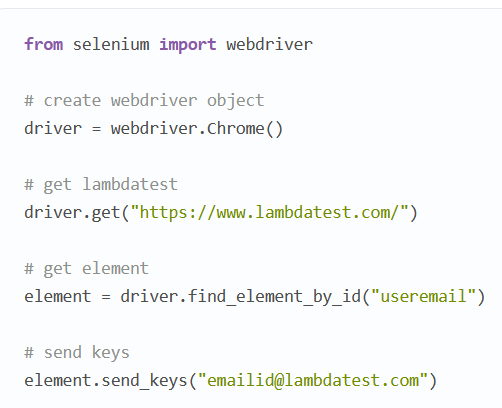 from selenium import webdriver
# create webdriver object
driver = webdriver.Chrome()
# get lambdatest
driver.get("https://www.lambdatest.com/")
# get element
element = driver.find_element_by_id("useremail")
# send keys
element.send_keys("emailid@lambdatest.com")